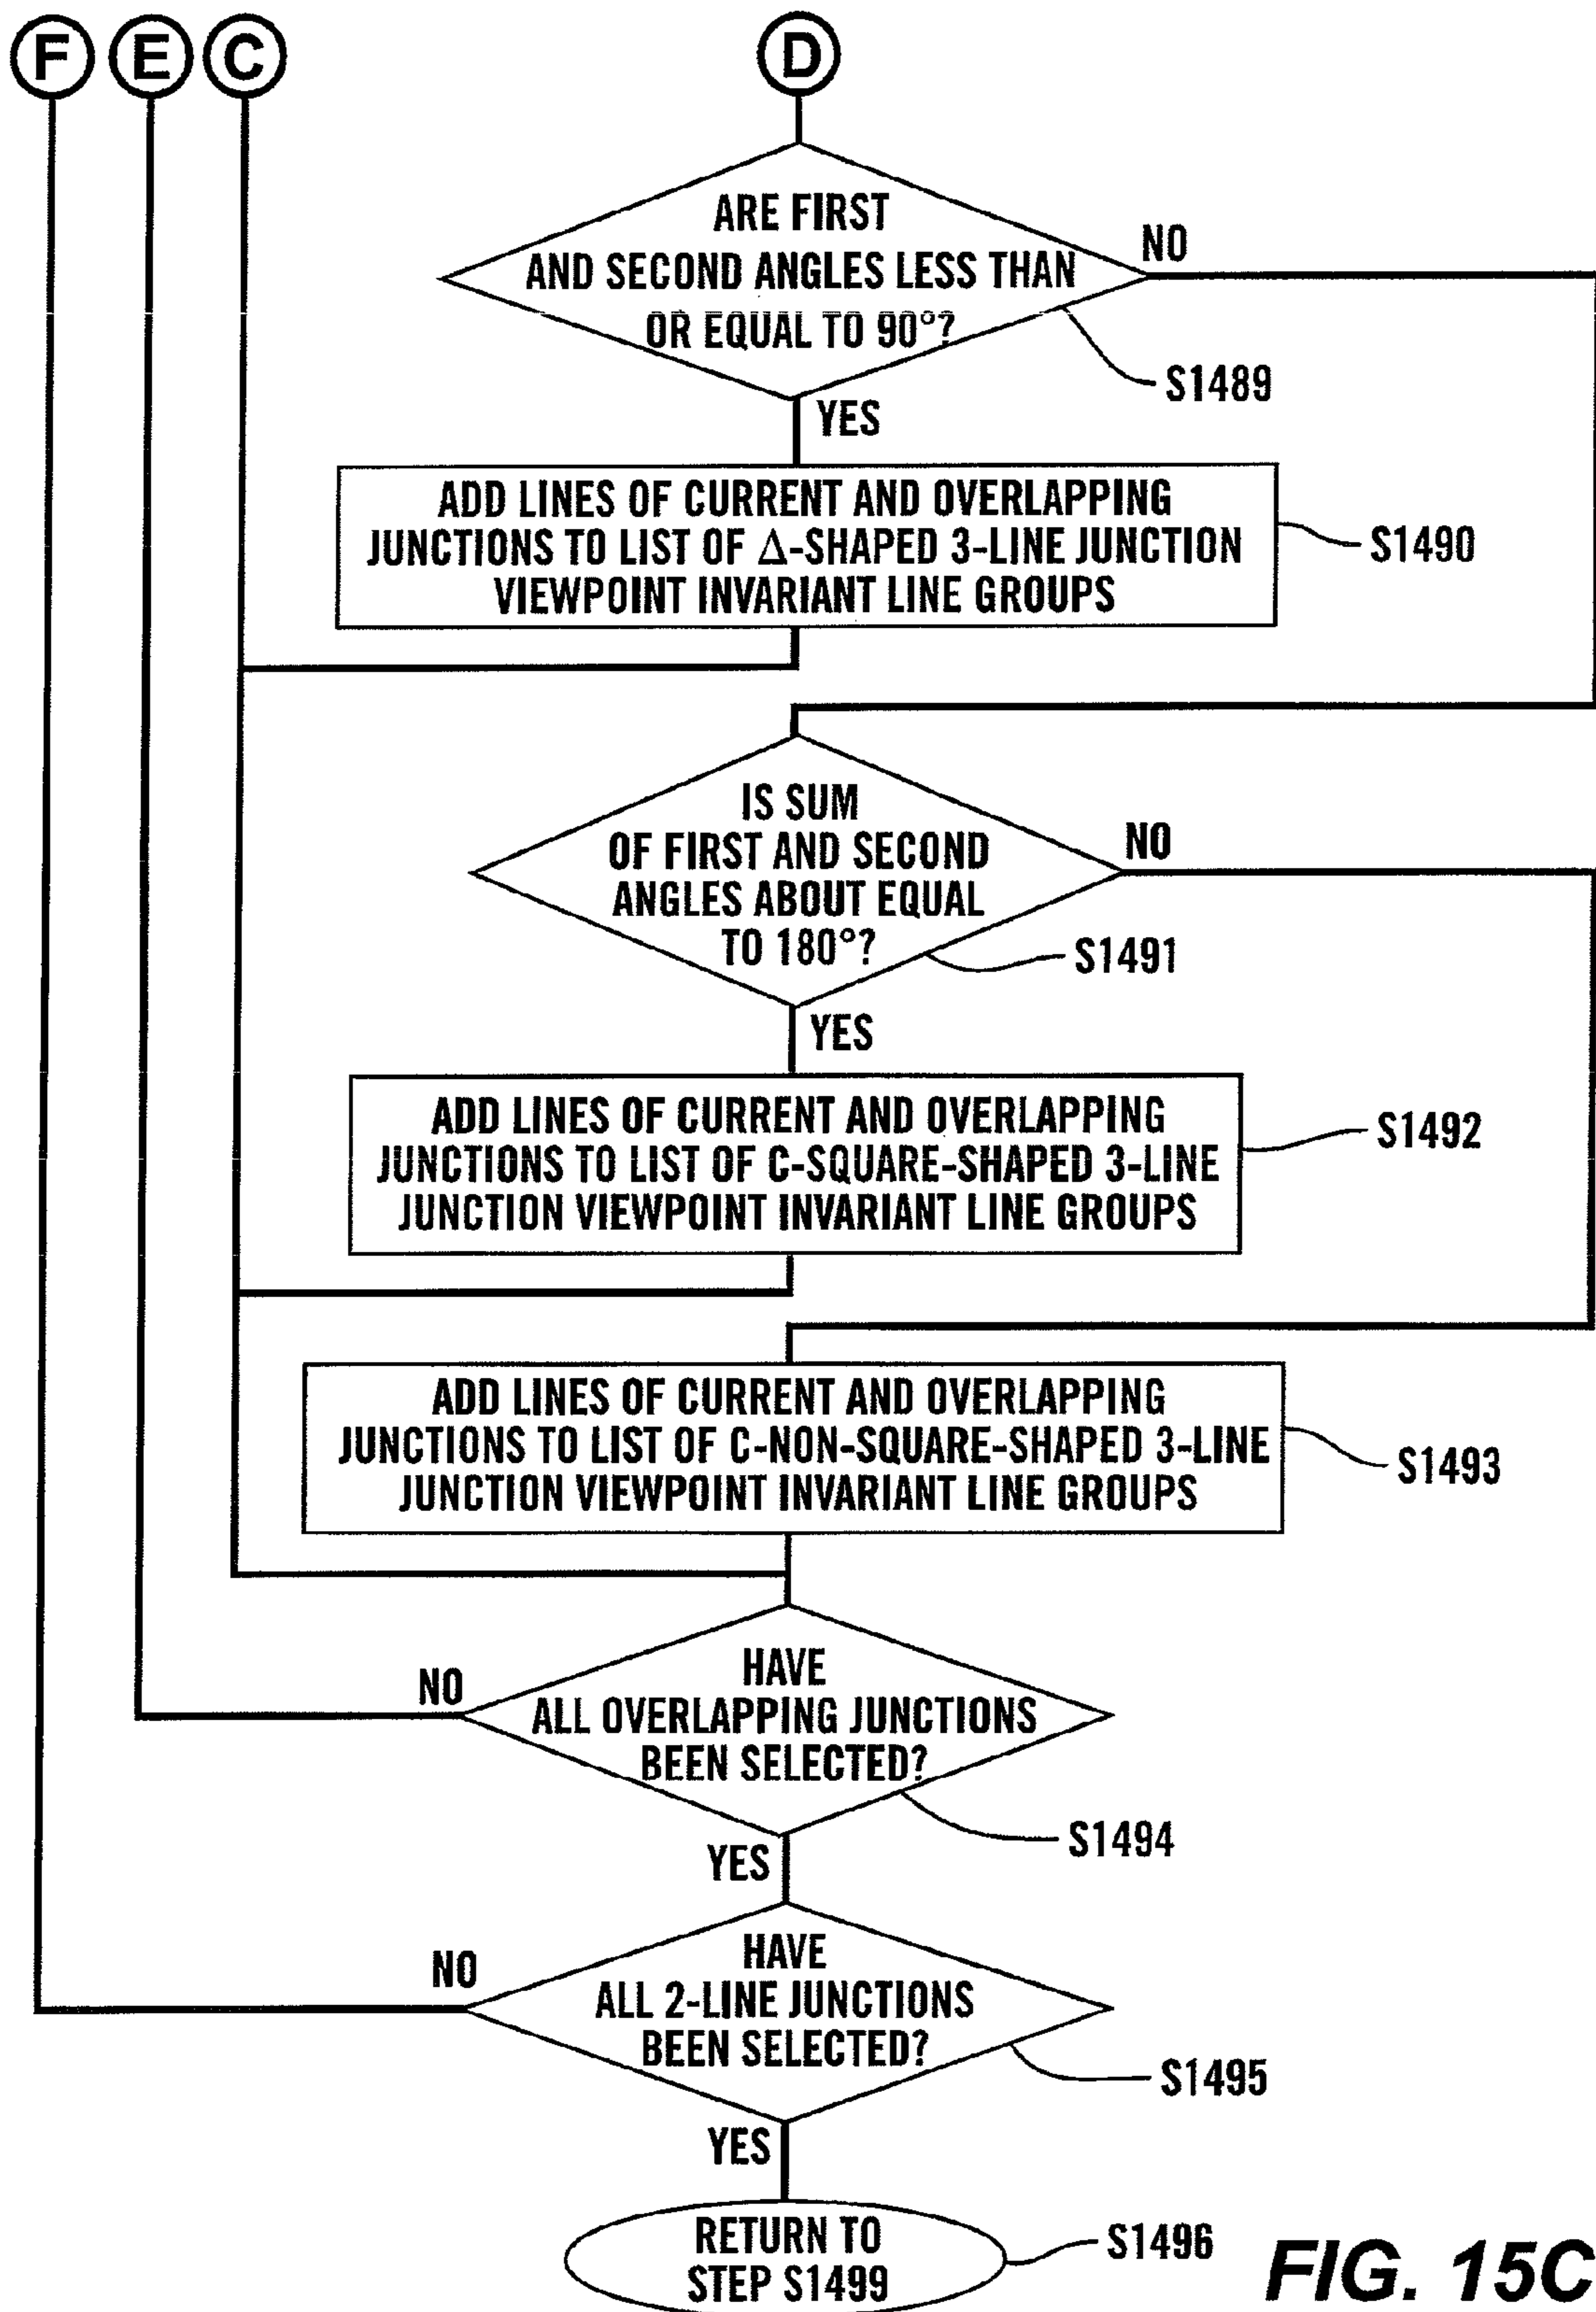 F E C D
ARE FIRST
AND SECOND ANGLES LESS THAN
OR EQUAL TO 90°?
NO
S1489
YES
ADD LINES OF CURRENT AND OVERLAPPING
JUNCTIONS TO LIST OF Δ-SHAPED 3-LINE JUNCTION
VIEWPOINT INVARIANT LINE GROUPS
S1490
IS SUM
OF FIRST AND SECOND
ANGLES ABOUT EQUAL
TO 180°?
NO
S1491
YES
ADD LINES OF CURRENT AND OVERLAPPING
JUNCTIONS TO LIST OF C-SQUARE-SHAPED 3-LINE
JUNCTION VIEWPOINT INVARIANT LINE GROUPS
S1492
ADD LINES OF CURRENT AND OVERLAPPING
JUNCTIONS TO LIST OF C-NON-SQUARE-SHAPED 3-LINE
JUNCTION VIEWPOINT INVARIANT LINE GROUPS
S1493
HAVE
ALL OVERLAPPING JUNCTIONS
BEEN SELECTED?
NO
S1494
YES
HAVE
ALL 2-LINE JUNCTIONS
BEEN SELECTED?
NO
S1495
YES
RETURN TO
STEP S1499
S1496
FIG. 15C